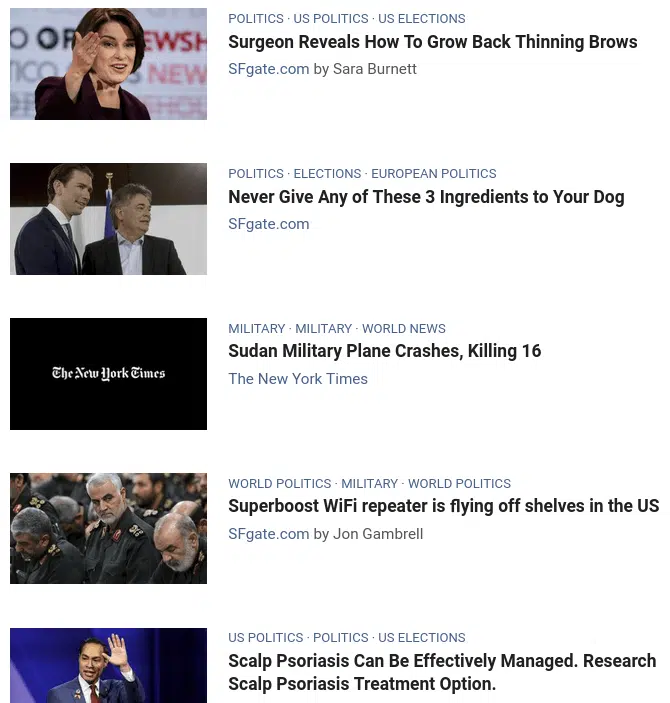 POLITICS · US POLITICS · US ELECTIONS
Surgeon Reveals How To Grow Back Thinning Brows
SFgate.com by Sara Burnett
POLITICS · ELECTIONS · EUROPEAN POLITICS
Never Give Any of These 3 Ingredients to Your Dog
SFgate.com
MILITARY · MILITARY · WORLD NEWS
Sudan Military Plane Crashes, Killing 16
The New York Times
The New York Times
WORLD POLITICS · MILITARY · WORLD POLITICS
Superboost WiFi repeater is flying off shelves in the US
SFgate.com by Jon Gambrell
US POLITICS · POLITICS · US ELECTIONS
Scalp Psoriasis Can Be Effectively Managed. Research
Scalp Psoriasis Treatment Option.